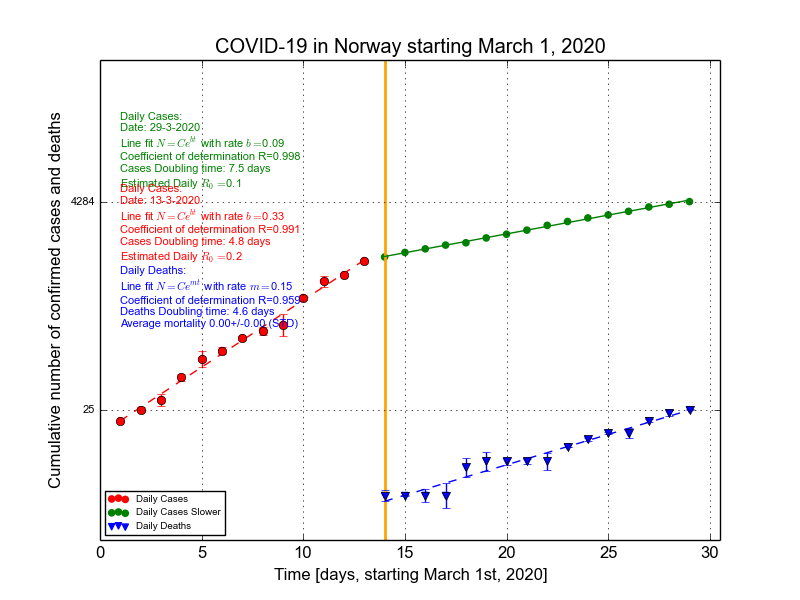 COVID-19 in Norway starting March 1, 2020
Cumulative number of confirmed cases and deaths
Daily Cases:
Date: 29-3-2020
Line fit N = Ce^{bt} with rate b =0.09
Coefficient of determination R=0.998
Cases Doubling time: 7.5 days
Estimated Daily R_0 =0.1
Daily Cases:
Date: 13-3-2020
Line fit N = Ce^{bt} with rate b =0.33
Coefficient of determination R=0.991
Cases Doubling time: 4.8 days
Estimated Daily R_0 =0.2
Daily Deaths:
Line fit N = Ce^{mt} with rate m =0.15
Coefficient of determination R=0.959
Deaths Doubling time: 4.6 days
Average mortality 0.00+/-0.00 (STD)
4284
25
Daily Cases
Daily Cases Slower
Daily Deaths
0 5 10 15 20 25 30
Time [days, starting March 1st, 2020]